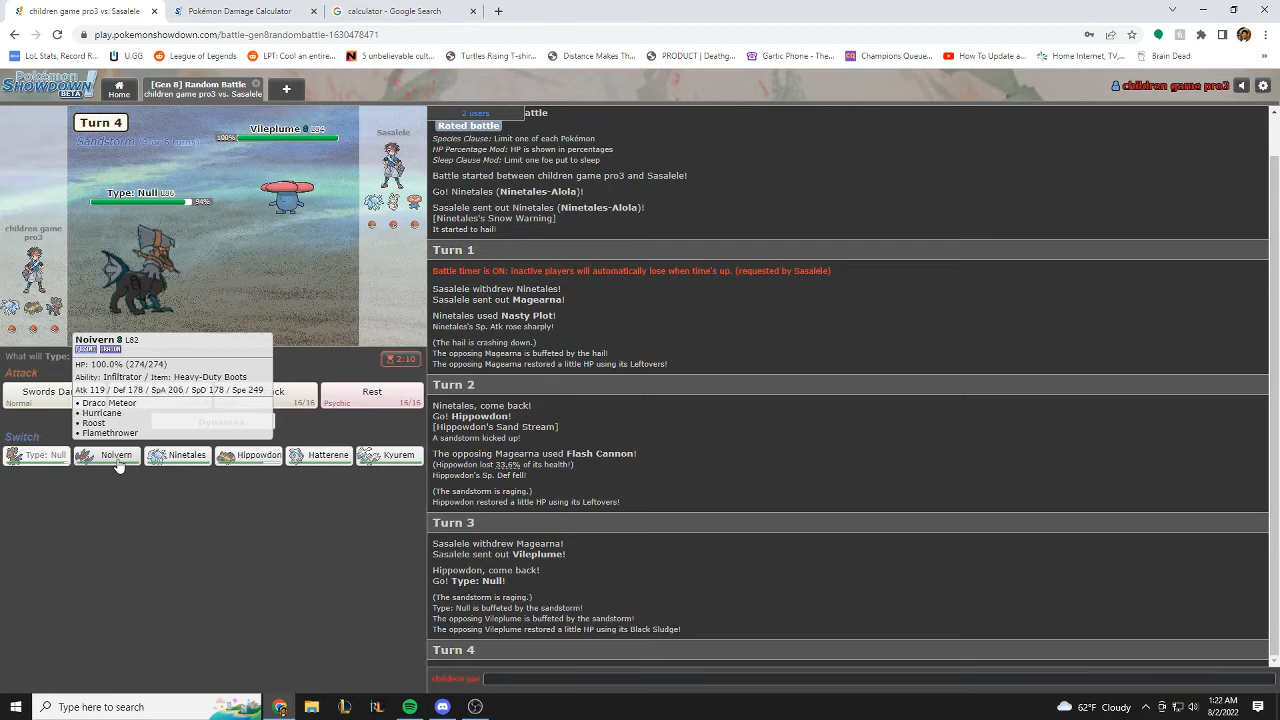 children game pro3 vs. Sasalele
Pokémon Damage Calculator
calculator - Google Search
play.pokemonshowdown.com/battle-gen8randombattle-1630478471
LoL Stats, Record R...
U.GG
League of Legends
LPT: Cool an entire...
5 unbelievable cult...
Turtles Rising T-shirt...
Distance Makes Th...
PRODUCT | Deathg...
Gartic Phone - The...
Champions Queue...
How To Update a...
Home Internet, TV,...
Brain Dead
Pokémon
SHOWDOWN
BETA
Home
[Gen 8] Random Battle
children game pro3 vs. Sasalele
children game pro3
Turn 4
Sandstorm (3 or 6 turns)
Vileplume L84
100%
Type: Null L86
94%
Sasalele
children game
pro3
Noivern L82
HP: 100.0% (274/274)
Ability: Infiltrator / Item: Heavy-Duty Boots
Atk 119 / Def 178 / SpA 206 / SpD 178 / Spe 249
• Draco Meteor
• Hurricane
• Roost
• Flamethrower
What will Type:
2:10
Attack
Swords Da
Normal
16/16
Rest
Psychic
16/16
Dynamax
Switch
Type: Null
Noivern
Ninetales
Hippowdon
Hatterene
Kyurem
2 users
attle
Rated battle
Species Clause: Limit one of each Pokémon
HP Percentage Mod: HP is shown in percentages
Sleep Clause Mod: Limit one foe put to sleep
Battle started between children game pro3 and Sasalele!
Go! Ninetales (Ninetales-Alola)!
Sasalele sent out Ninetales (Ninetales-Alola)!
[Ninetales's Snow Warning]
It started to hail!
Turn 1
Battle timer is ON: inactive players will automatically lose when time's up. (requested by Sasalele)
Sasalele withdrew Ninetales!
Sasalele sent out Magearna!
Ninetales used Nasty Plot!
Ninetales's Sp. Atk rose sharply!
(The hail is crashing down.)
The opposing Magearna is buffeted by the hail!
The opposing Magearna restored a little HP using its Leftovers!
Turn 2
Ninetales, come back!
Go! Hippowdon!
[Hippowdon's Sand Stream]
A sandstorm kicked up!
The opposing Magearna used Flash Cannon!
(Hippowdon lost 33.6% of its health!)
Hippowdon's Sp. Def fell!
(The sandstorm is raging.)
Hippowdon restored a little HP using its Leftovers!
Turn 3
Sasalele withdrew Magearna!
Sasalele sent out Vileplume!
Hippowdon, come back!
Go! Type: Null!
(The sandstorm is raging.)
Type: Null is buffeted by the sandstorm!
The opposing Vileplume is buffeted by the sandstorm!
The opposing Vileplume restored a little HP using its Black Sludge!
Turn 4
children gar
Type here to search
62°F Cloudy
1:22 AM
8/2/2022